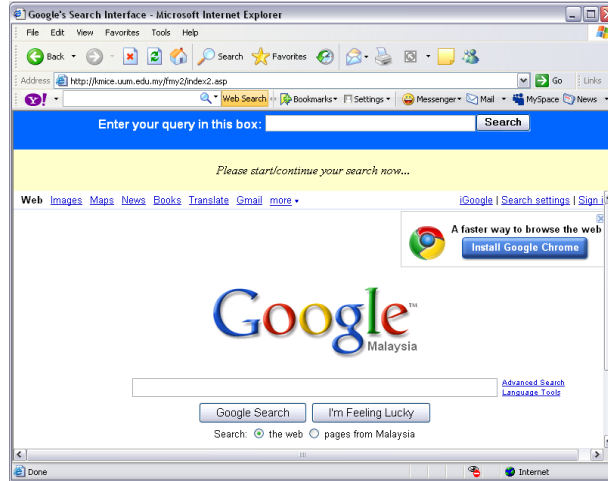 Google's Search Interface - Microsoft Internet Explorer
File Edit View Favorites Tools Help
Back Search Favorites
Address http://kmice.uum.edu.my/fmy2/index2.asp Go Links
Y! Web Search Bookmarks Settings Messenger Mail MySpace News
Enter your query in this box: Search
Please start/continue your search now...
Web Images Maps News Books Translate Gmail more iGoogle | Search settings | Sign i
A faster way to browse the web
Install Google Chrome
Google™
Malaysia
Advanced Search
Language Tools
Google Search I'm Feeling Lucky
Search: the web pages from Malaysia
Done Internet